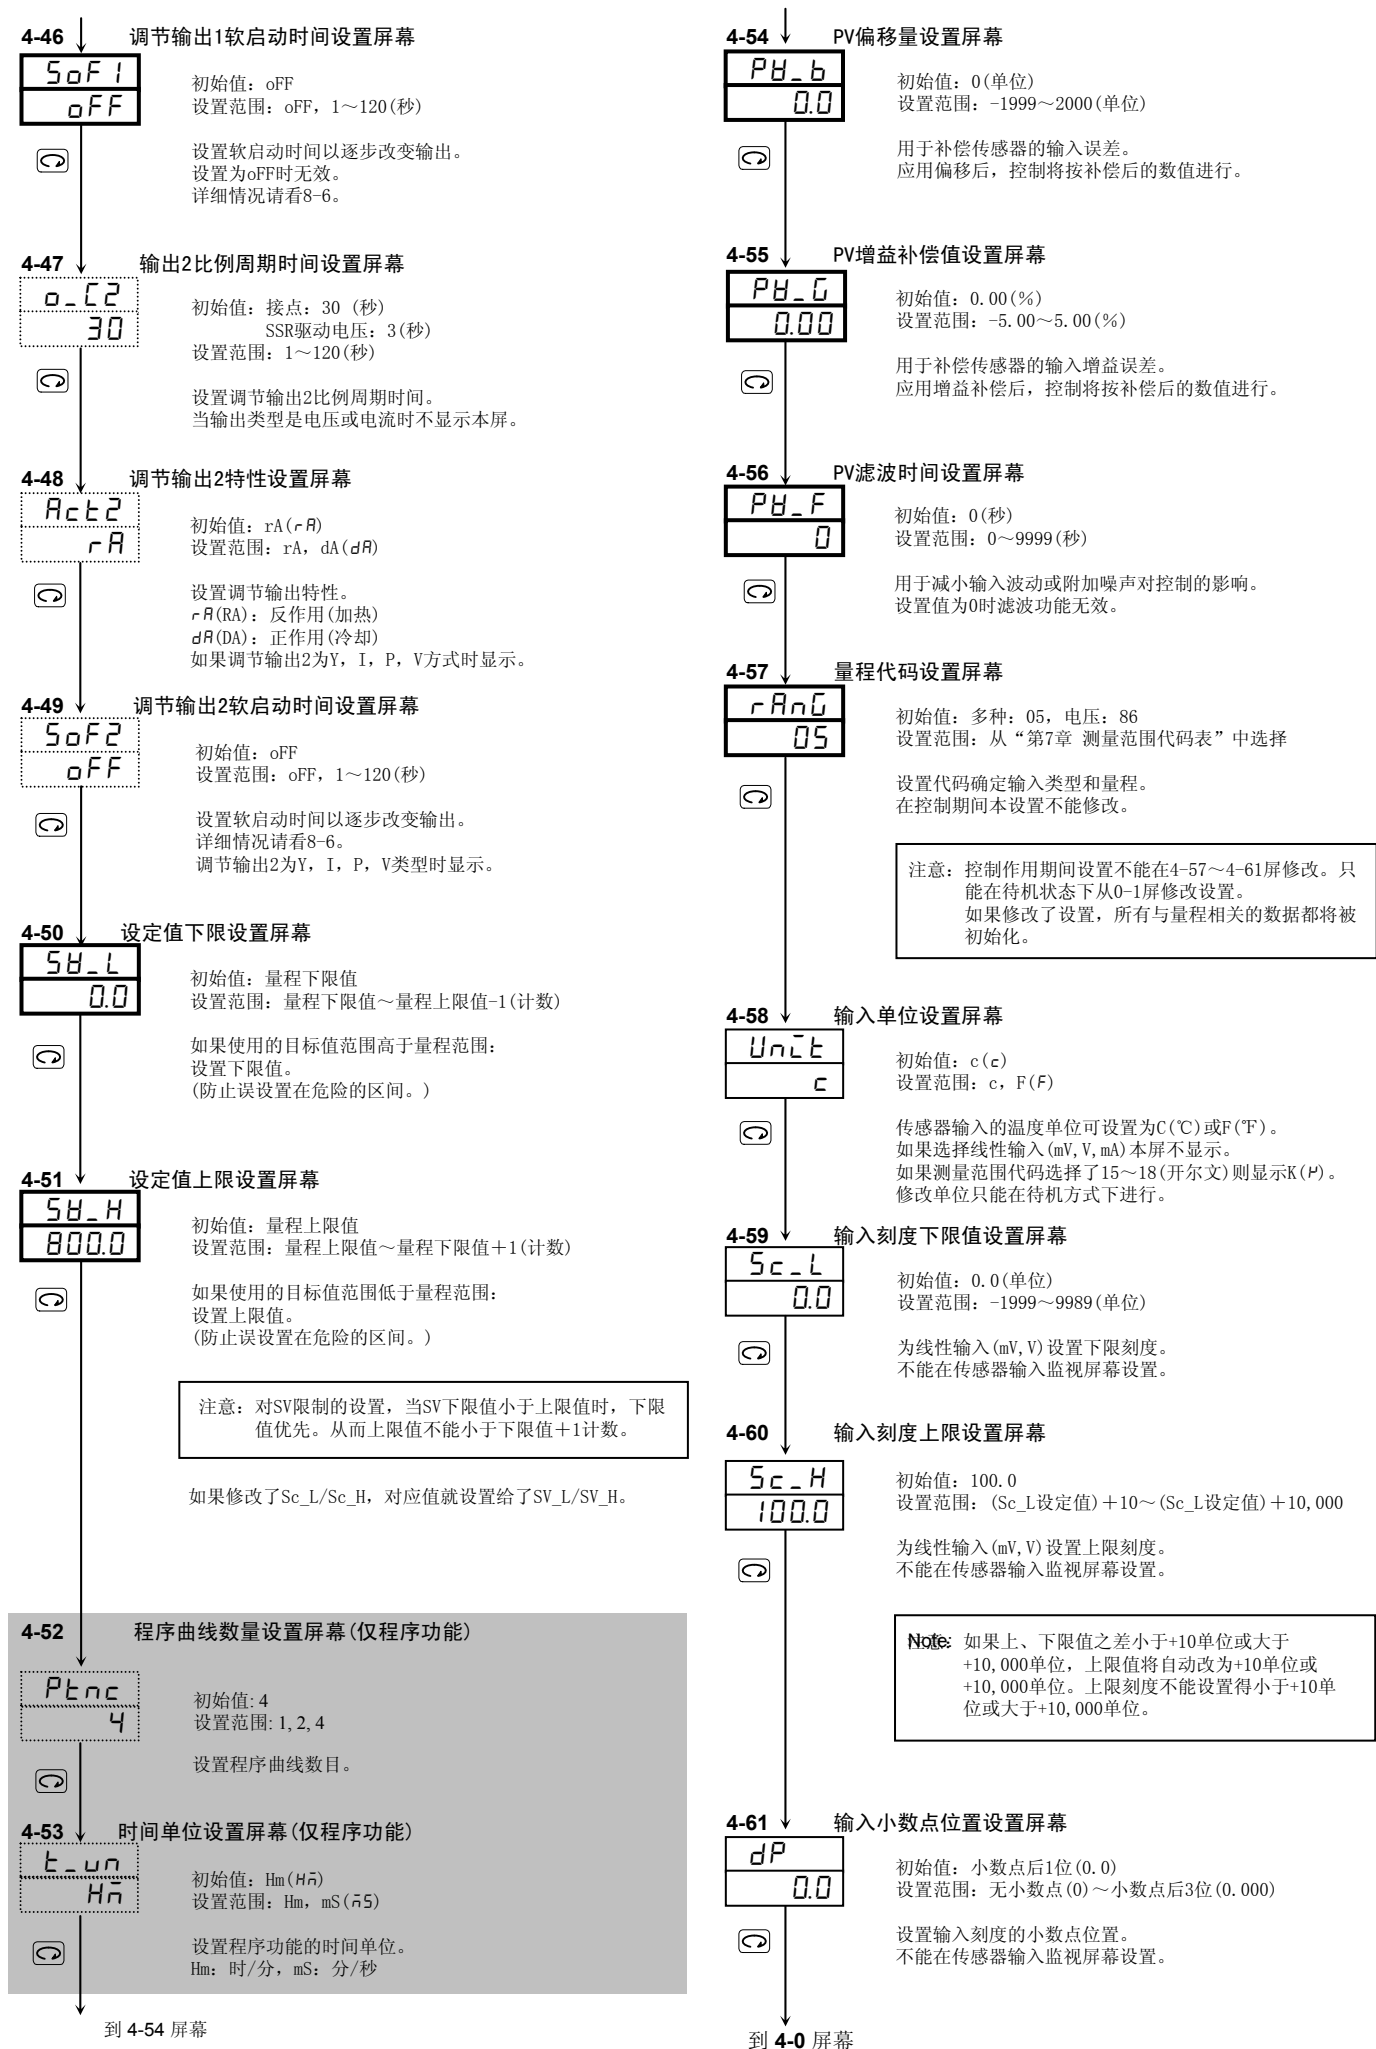 4-46 调节输出1软启动时间设置屏幕
SoF1
oFF
初始值：oFF
设置范围：oFF，1～120(秒)
设置软启动时间以逐步改变输出。
设置为oFF时无效。
详细情况请看8-6。
4-47 输出2比例周期时间设置屏幕
o_C2
30
初始值：接点：30 (秒)
SSR驱动电压：3(秒)
设置范围：1～120(秒)
设置调节输出2比例周期时间。
当输出类型是电压或电流时不显示本屏。
4-48 调节输出2特性设置屏幕
Act2
rA
初始值：rA(rA)
设置范围：rA，dA(dA)
设置调节输出特性。
rA(RA)：反作用(加热)
dA(DA)：正作用(冷却)
如果调节输出2为Y，I，P，V方式时显示。
4-49 调节输出2软启动时间设置屏幕
SoF2
oFF
初始值：oFF
设置范围：oFF，1～120(秒)
设置软启动时间以逐步改变输出。
详细情况请看8-6。
调节输出2为Y，I，P，V类型时显示。
4-50 设定值下限设置屏幕
SV_L
0.0
初始值：量程下限值
设置范围：量程下限值～量程上限值-1(计数)
如果使用的目标值范围高于量程范围：
设置下限值。
(防止误设置在危险的区间。)
4-51 设定值上限设置屏幕
SV_H
800.0
初始值：量程上限值
设置范围：量程上限值～量程下限值＋1(计数)
如果使用的目标值范围低于量程范围：
设置上限值。
(防止误设置在危险的区间。)
注意：对SV限制的设置，当SV下限值小于上限值时，下限
值优先。从而上限值不能小于下限值＋1计数。
如果修改了Sc_L/Sc_H，对应值就设置给了SV_L/SV_H。
4-52 程序曲线数量设置屏幕(仅程序功能)
Ptnc
4
初始值: 4
设置范围: 1, 2, 4
设置程序曲线数目。
4-53 时间单位设置屏幕(仅程序功能)
t_un
Hm
初始值：Hm(Hm)
设置范围：Hm，mS(mS)
设置程序功能的时间单位。
Hm：时/分，mS：分/秒
到 4-54 屏幕
4-54 PV偏移量设置屏幕
PV_b
0.0
初始值：0(单位)
设置范围：-1999～2000(单位)
用于补偿传感器的输入误差。
应用偏移后，控制将按补偿后的数值进行。
4-55 PV增益补偿值设置屏幕
PV_G
0.00
初始值：0.00(%)
设置范围：-5.00～5.00(%)
用于补偿传感器的输入增益误差。
应用增益补偿后，控制将按补偿后的数值进行。
4-56 PV滤波时间设置屏幕
PV_F
0
初始值：0(秒)
设置范围：0～9999(秒)
用于减小输入波动或附加噪声对控制的影响。
设置值为0时滤波功能无效。
4-57 量程代码设置屏幕
rAnG
05
初始值：多种：05，电压：86
设置范围：从“第7章 测量范围代码表”中选择
设置代码确定输入类型和量程。
在控制期间本设置不能修改。
注意：控制作用期间设置不能在4-57～4-61屏修改。只
能在待机状态下从0-1屏修改设置。
如果修改了设置，所有与量程相关的数据都将被
初始化。
4-58 输入单位设置屏幕
Unit
c
初始值：c(c)
设置范围：c，F(F)
传感器输入的温度单位可设置为C(℃)或F(℉)。
如果选择线性输入(mV,V,mA)本屏不显示。
如果测量范围代码选择了15～18(开尔文)则显示K(K)。
修改单位只能在待机方式下进行。
4-59 输入刻度下限值设置屏幕
Sc_L
0.0
初始值：0.0(单位)
设置范围：-1999～9989(单位)
为线性输入(mV,V)设置下限刻度。
不能在传感器输入监视屏幕设置。
4-60 输入刻度上限设置屏幕
Sc_H
100.0
初始值：100.0
设置范围：(Sc_L设定值)＋10～(Sc_L设定值)＋10,000
为线性输入(mV,V)设置上限刻度。
不能在传感器输入监视屏幕设置。
Note: 如果上、下限值之差小于+10单位或大于
+10,000单位，上限值将自动改为+10单位或
+10,000单位。上限刻度不能设置得小于+10单
位或大于+10,000单位。
4-61 输入小数点位置设置屏幕
dP
0.0
初始值：小数点后1位(0.0)
设置范围：无小数点(0)～小数点后3位(0.000)
设置输入刻度的小数点位置。
不能在传感器输入监视屏幕设置。
到 4-0 屏幕